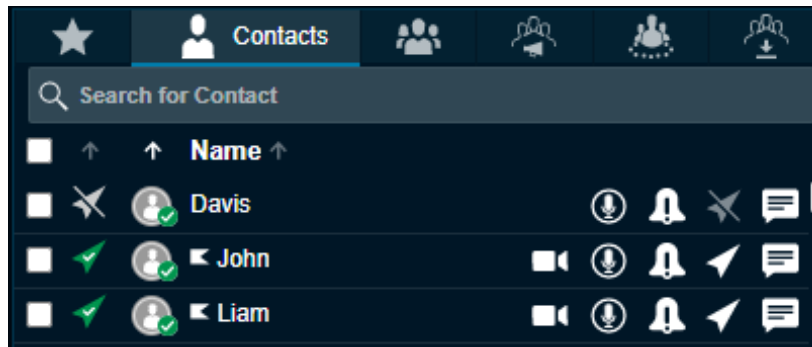 Contacts
Search for Contact
Name
Davis
John
Liam